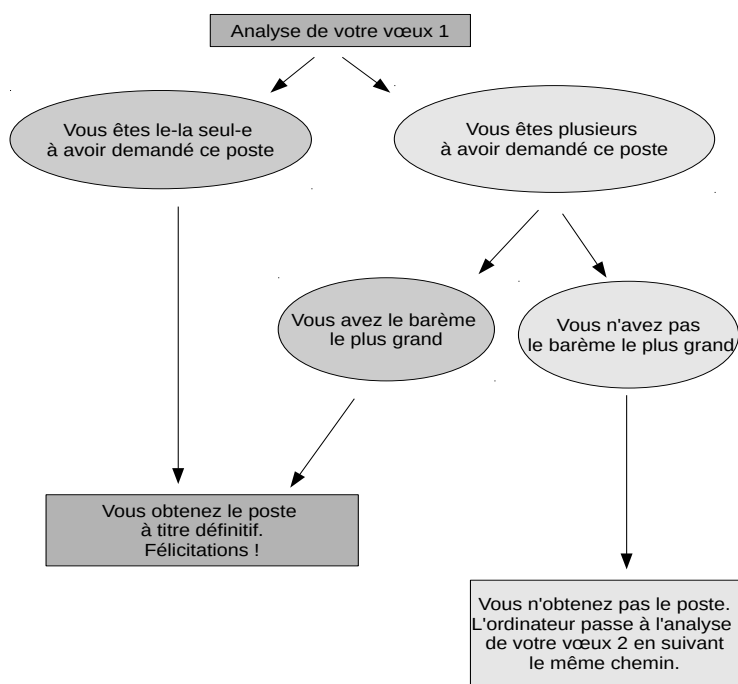 Analyse de votre vœux 1
Vous êtes le-la seul-e
à avoir demandé ce poste
Vous êtes plusieurs
à avoir demandé ce poste
Vous avez le barème
le plus grand
Vous n'avez pas
le barème le plus grand
Vous obtenez le poste
à titre définitif.
Félicitations !
Vous n'obtenez pas le poste.
L'ordinateur passe à l'analyse
de votre vœux 2 en suivant
le même chemin.